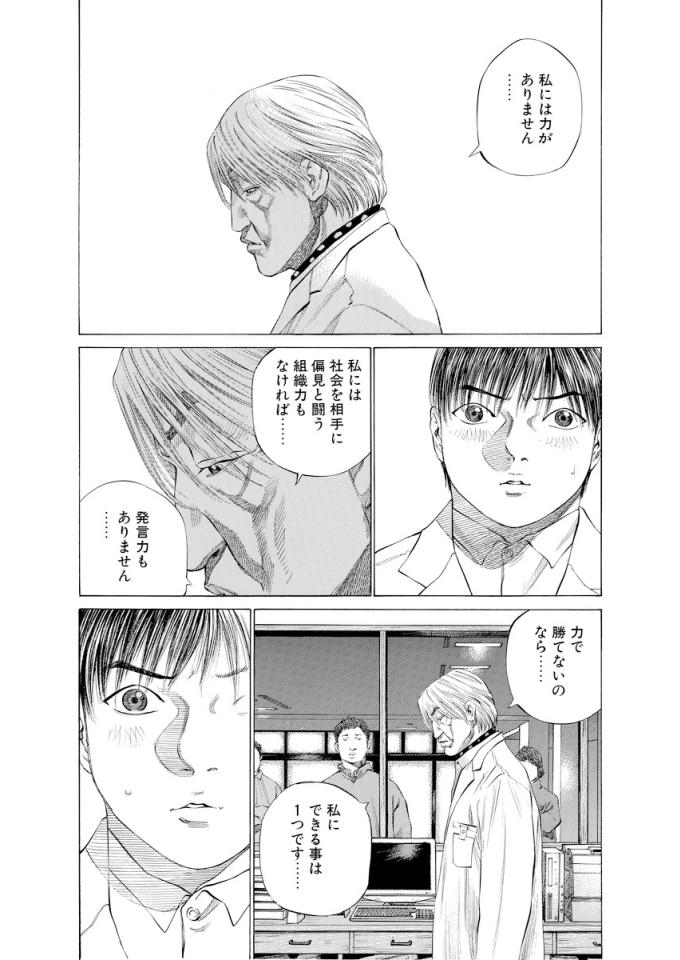 私には力が
ありません
……
私には
社会を相手に
偏見と闘う
組織力も
なければ……
発言力も
ありません
……
力で
勝てないの
なら……
私に
できる事は
1つです……